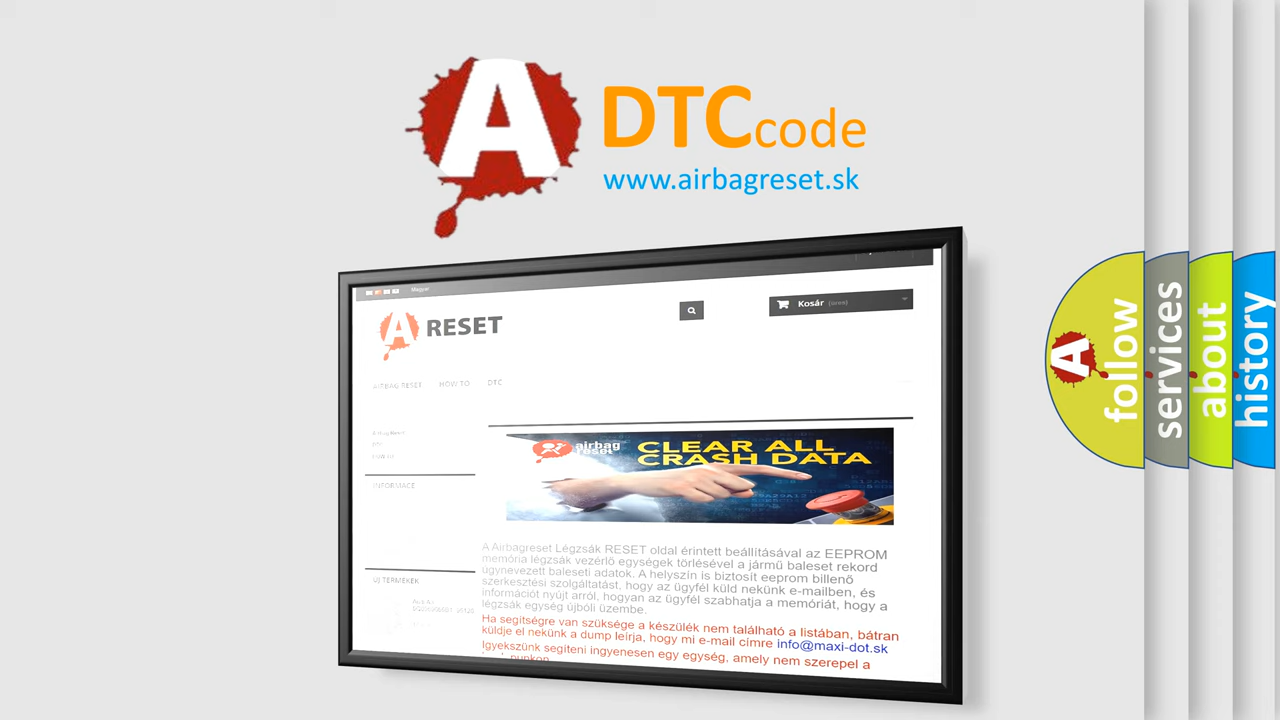 A DTC code
www.airbagreset.sk
Magyar
A RESET
Kosár (üres)
AIRBAG RESET HOW TO DTC
DTC
INFORMACE
airbag
reset
CLEAR ALL
CRASH DATA
A Airbagreset Légzsák RESET oldal érintett beállításával az EEPROM
memória légzsák vezérlő egységek törlésével a jármű baleset rekord
úgynevezett baleseti adatok. A helyszín is biztosít eeprom billenő
szerkesztési szolgáltatást, hogy az ügyfél küld nekünk e-mailben, és
információt nyújt arról, hogyan az ügyfél szabhatja a memóriát, hogy a
légzsák egység újbóli üzembe.
Ha segítségre van szüksége a készülék nem található a listában, bátran
küldje el nekünk a dump leírja, hogy mi e-mail címre info@maxi-dot.sk
Igyekszünk segíteni ingyenesen egy egység, amely nem szerepel a
ÚJ TERMÉKEK
A follow
services
about
history